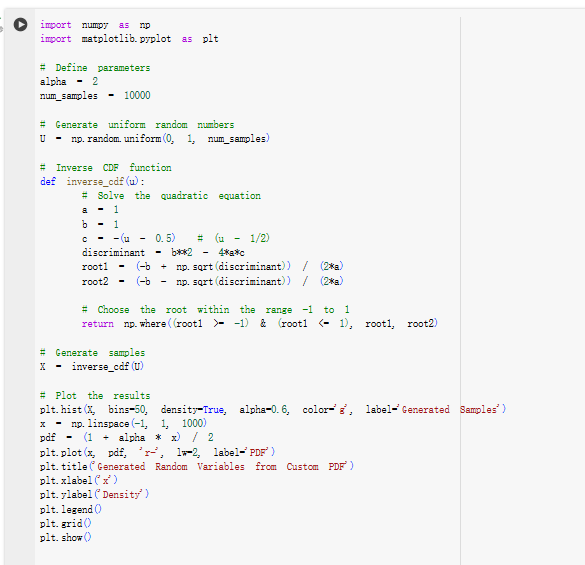 import numpy as np
import matplotlib.pyplot as plt
# Define parameters
alpha = 2
num_samples = 10000
# Generate uniform random numbers
U = np.random.uniform(0, 1, num_samples)
# Inverse CDF function
def inverse_cdf(u):
# Solve the quadratic equation
a = 1
b = 1
c = -(u - 0.5) # (u - 1/2)
discriminant = b**2 - 4*a*c
root1 = (-b + np.sqrt(discriminant)) / (2*a)
root2 = (-b - np.sqrt(discriminant)) / (2*a)
# Choose the root within the range -1 to 1
return np.where((root1 >= -1) & (root1 <= 1), root1, root2)
# Generate samples
X = inverse_cdf(U)
# Plot the results
plt.hist(X, bins=50, density=True, alpha=0.6, color='g', label='Generated Samples')
x = np.linspace(-1, 1, 1000)
pdf = (1 + alpha * x) / 2
plt.plot(x, pdf, 'r-', lw=2, label='PDF')
plt.title('Generated Random Variables from Custom PDF')
plt.xlabel('x')
plt.ylabel('Density')
plt.legend()
plt.grid()
plt.show()